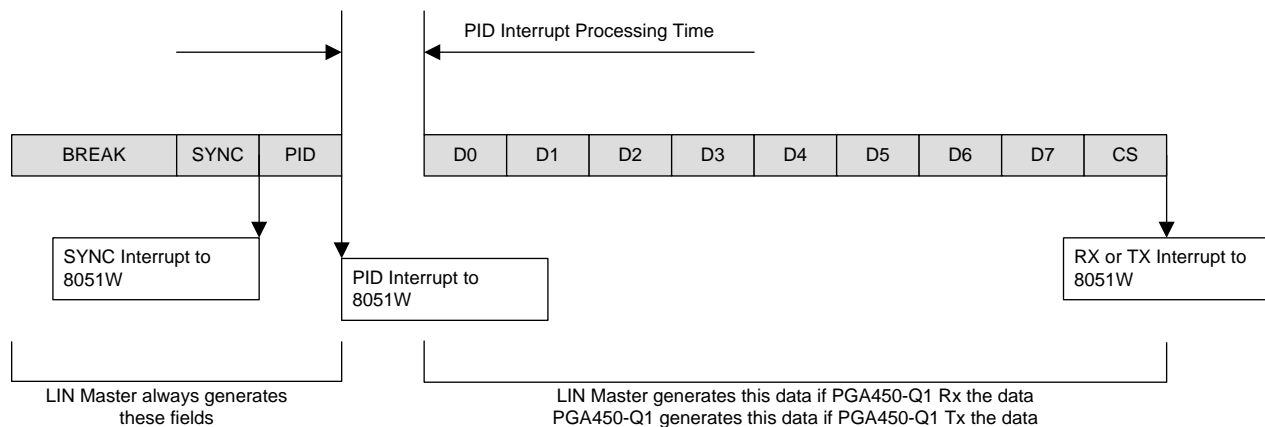 PID Interrupt Processing Time
BREAK SYNC PID D0 D1 D2 D3 D4 D5 D6 D7 CS
SYNC Interrupt to
8051W
PID Interrupt to
8051W
RX or TX Interrupt to
8051W
LIN Master always generates
these fields
LIN Master generates this data if PGA450-Q1 Rx the data
PGA450-Q1 generates this data if PGA450-Q1 Tx the data